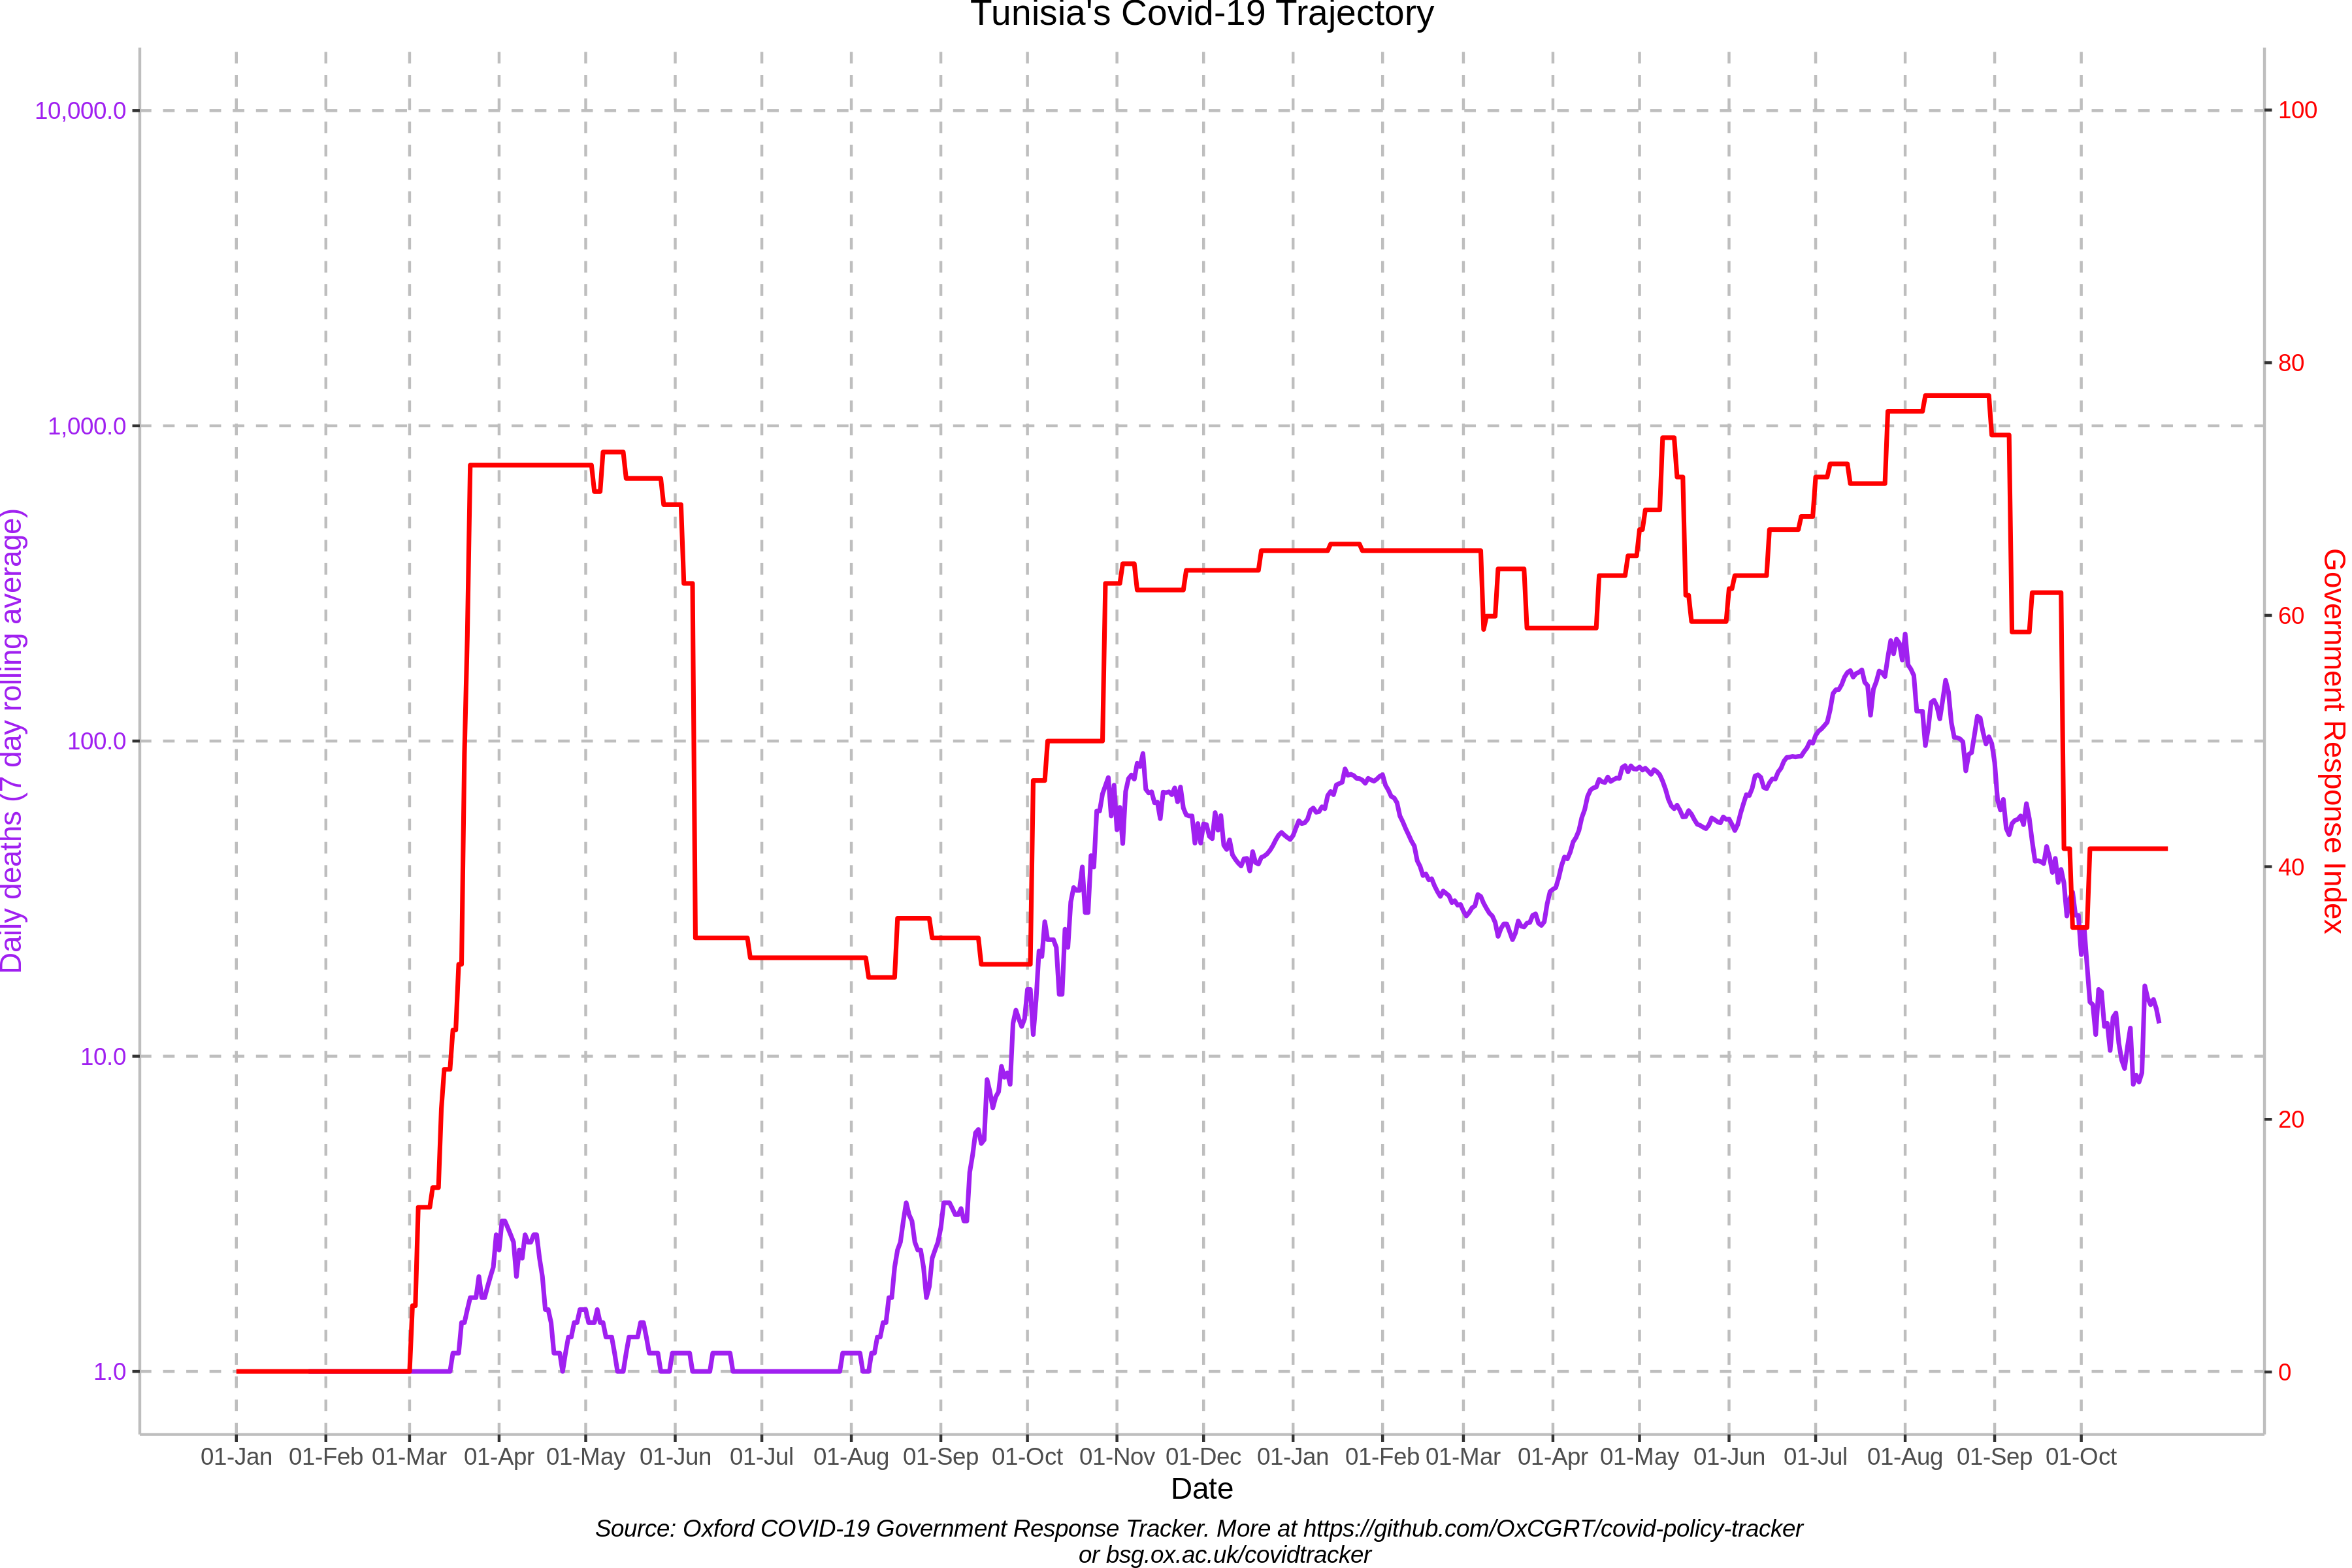 Tunisia's Covid-19 Trajectory
10,000.0
1,000.0
100.0
10.0
1.0
Daily deaths (7 day rolling average)
100
80
60
40
20
0
Government Response Index
01-Jan 01-Feb 01-Mar 01-Apr 01-May 01-Jun 01-Jul 01-Aug 01-Sep 01-Oct 01-Nov 01-Dec 01-Jan 01-Feb 01-Mar 01-Apr 01-May 01-Jun 01-Jul 01-Aug 01-Sep 01-Oct
Date
Source: Oxford COVID-19 Government Response Tracker. More at https://github.com/OxCGRT/covid-policy-tracker
or bsg.ox.ac.uk/covidtracker